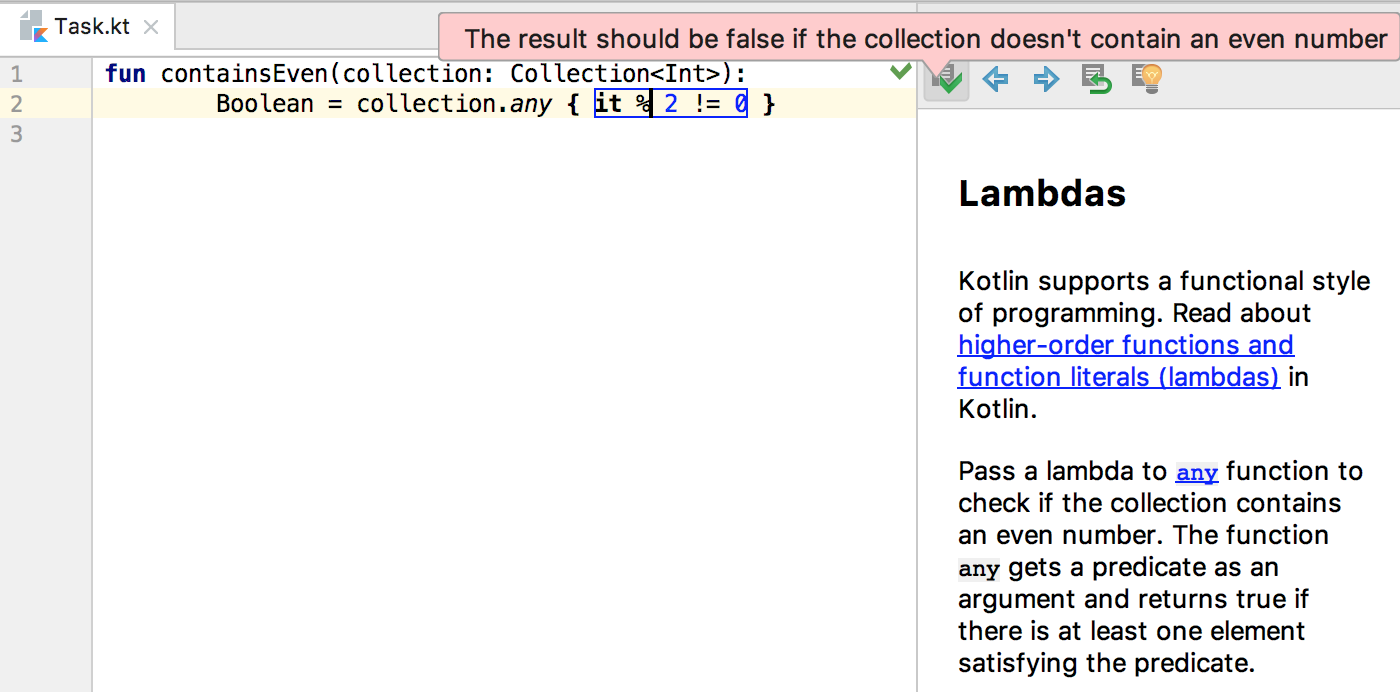 Task.kt
The result should be false if the collection doesn't contain an even number
1 fun containsEven(collection: Collection<Int>):
2 Boolean = collection.any { it % 2 != 0 }
3
Lambdas
Kotlin supports a functional style
of programming. Read about
higher-order functions and
function literals (lambdas) in
Kotlin.
Pass a lambda to any function to
check if the collection contains
an even number. The function
any gets a predicate as an
argument and returns true if
there is at least one element
satisfying the predicate.